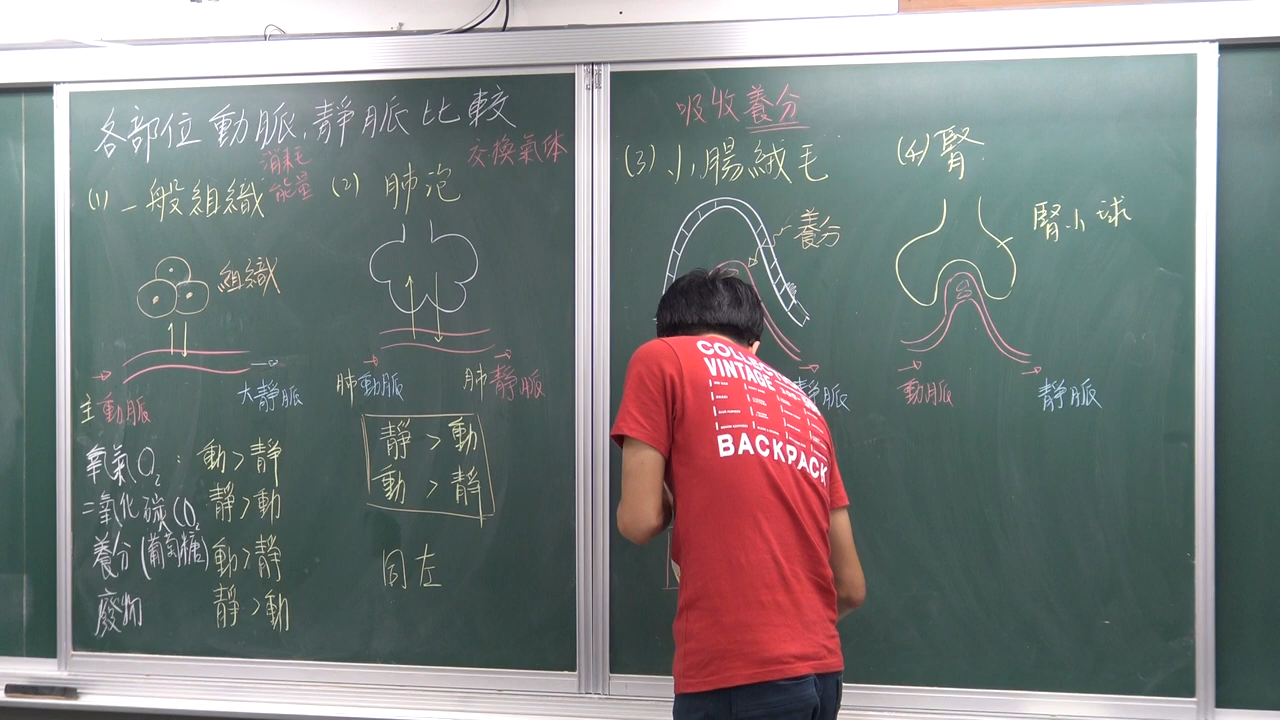 各部位動脈,靜脈比較
(1) 一般組織
消耗
能量
(2) 肺泡
交換氣体
組織
主動脈
大靜脈
肺動脈
肺靜脈
氧氣O₂ : 動>靜
靜>動
二氧化碳CO₂ 靜>動
動>靜
養分(葡萄糖) 動>靜
同左
廢物 靜>動
吸收養分
(3) 小腸絨毛
養分
靜脈
(4) 腎
腎小球
動脈
靜脈
VINTAGE
BACKPACK